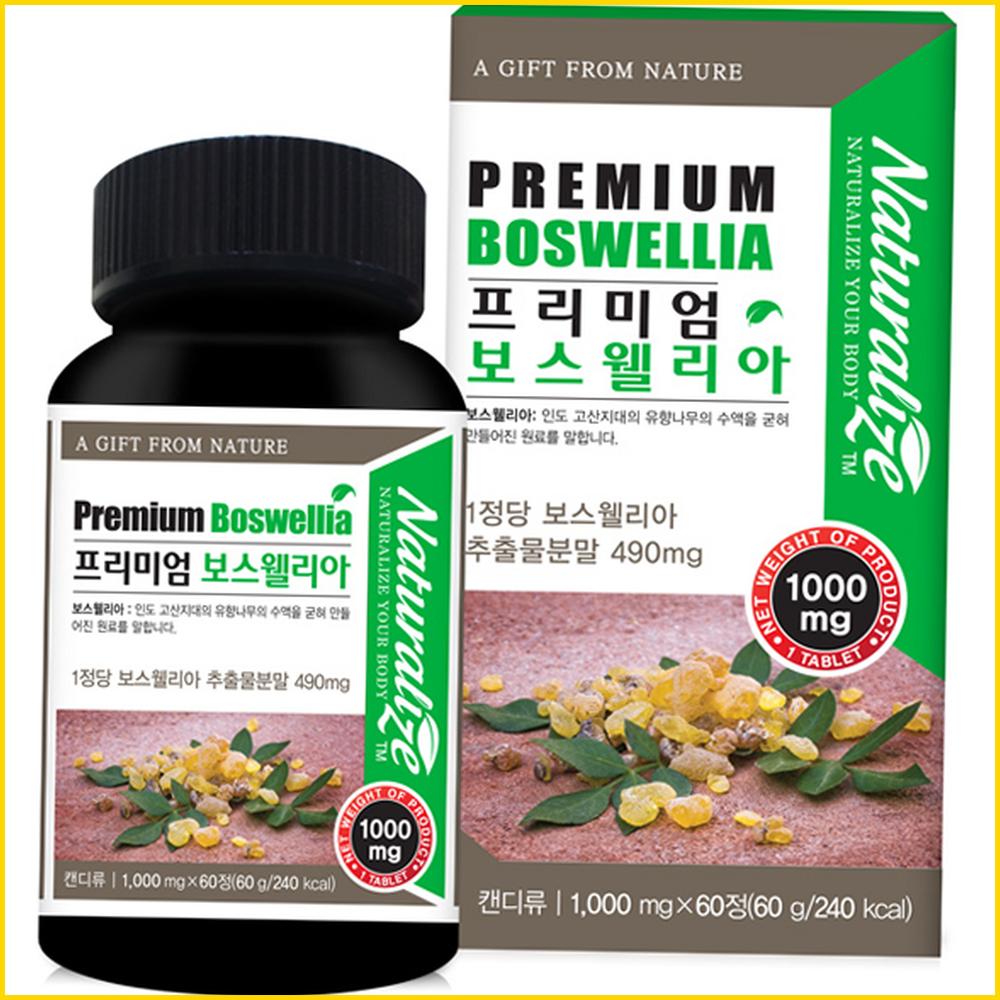 A GIFT FROM NATURE
PREMIUM
BOSWELLIA
프리미엄
보스웰리아
보스웰리아: 인도 고산지대의 유향나무의 수액을 굳혀
만들어진 원료를 말합니다.
1정당 보스웰리아
추출물분말 490mg
Naturalize TM
NATURALIZE YOUR BODY
NET WEIGHT OF PRODUCT
1000
mg
1 TABLET
캔디류 | 1,000 mg×60정(60 g/240 kcal)
A GIFT FROM NATURE
Premium Boswellia
프리미엄 보스웰리아
보스웰리아 : 인도 고산지대의 유향나무의 수액을 굳혀 만들
어진 원료를 말합니다.
1정당 보스웰리아 추출물분말 490mg
Naturalize TM
NATURALIZE YOUR BODY
NET WEIGHT OF PRODUCT
1000
mg
1 TABLET
캔디류 | 1,000 mg×60정(60 g/240 kcal)